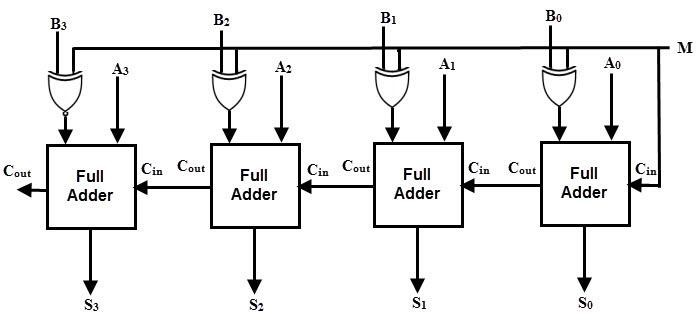 B3 B2 B1 B0
M
A3 A2 A1 A0
Cout Full Adder Cin Cout Full Adder Cin Cout Full Adder Cin Cout Full Adder Cin
S3 S2 S1 S0